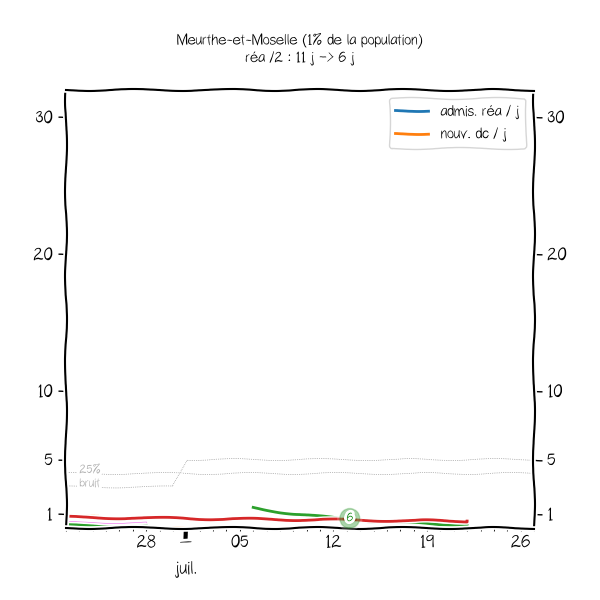 Meurthe-et-Moselle (1% de la population)
réa /2 : 11 j -> 6 j
admis. réa / j
nouv. dc / j
30 30
20 20
10 10
5 5
25%
bruit
1 1
6
28 1 05 12 19 26
juil.